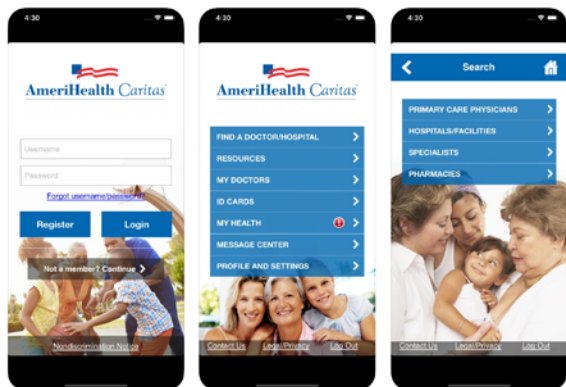 4:30
AmeriHealth Caritas
Username
Password
Forgot username/password?
Register
Login
Not a member? Continue
Nondiscrimination Notice
4:30
AmeriHealth Caritas
FIND A DOCTOR/HOSPITAL
RESOURCES
MY DOCTORS
ID CARDS
MY HEALTH
MESSAGE CENTER
PROFILE AND SETTINGS
Contact Us Legal/Privacy Log Out
4:30
Search
PRIMARY CARE PHYSICIANS
HOSPITALS/FACILITIES
SPECIALISTS
PHARMACIES
Contact Us Legal/Privacy Log Out